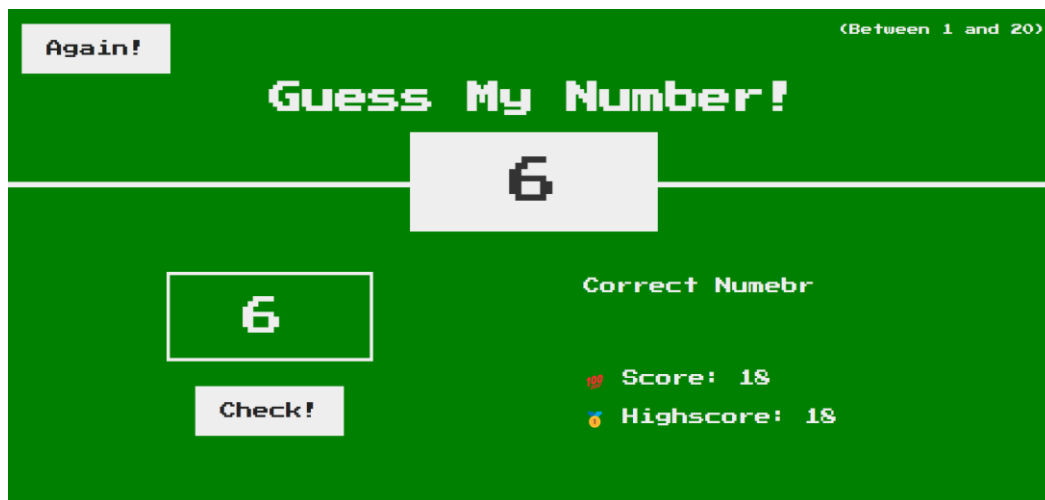 Again!
(Between 1 and 20)
Guess My Number!
6
6
Check!
Correct Numebr
💯 Score: 18
🥇 Highscore: 18